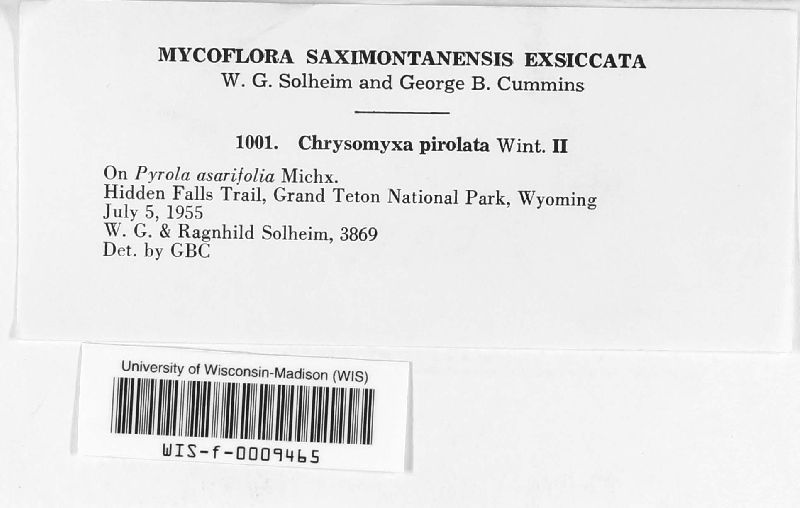 MYCOFLORA SAXIMONTANENSIS EXSICCATA
W. G. Solheim and George B. Cummins
1001. Chrysomyxa pirolata Wint. II
On Pyrola asarifolia Michx.
Hidden Falls Trail, Grand Teton National Park, Wyoming
July 5, 1955
W. G. & Ragnhild Solheim, 3869
Det. by GBC
University of Wisconsin-Madison (WIS)
WIS-f-0009465